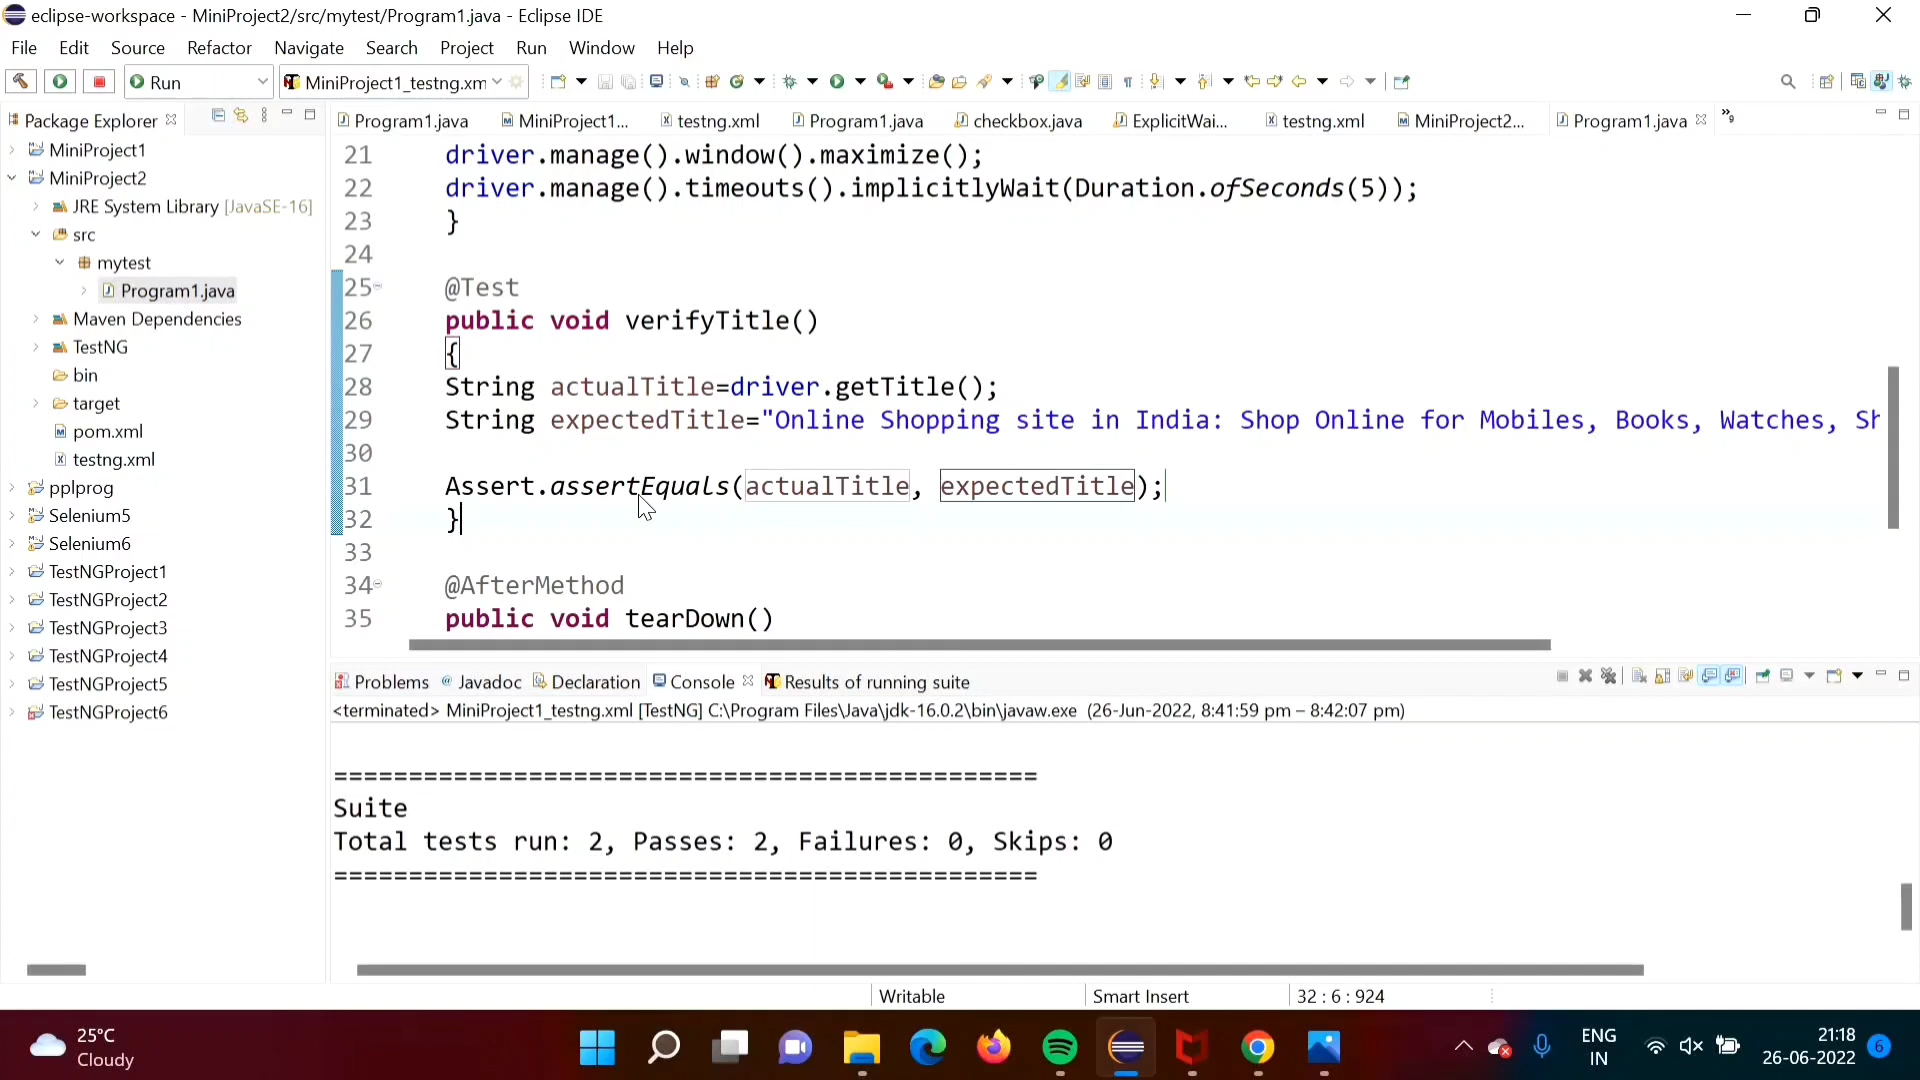 eclipse-workspace - MiniProject2/src/mytest/Program1.java - Eclipse IDE
File Edit Source Refactor Navigate Search Project Run Window Help
Run MiniProject1_testng.xm
Package Explorer
Program1.java MiniProject1... testng.xml Program1.java checkbox.java ExplicitWai... testng.xml MiniProject2... Program1.java »9
MiniProject1
MiniProject2
JRE System Library [JavaSE-16]
src
mytest
Program1.java
Maven Dependencies
TestNG
bin
target
pom.xml
testng.xml
pplprog
Selenium5
Selenium6
TestNGProject1
TestNGProject2
TestNGProject3
TestNGProject4
TestNGProject5
TestNGProject6
21 driver.manage().window().maximize();
22 driver.manage().timeouts().implicitlyWait(Duration.ofSeconds(5));
23 }
24
25 @Test
26 public void verifyTitle()
27 {
28 String actualTitle=driver.getTitle();
29 String expectedTitle="Online Shopping site in India: Shop Online for Mobiles, Books, Watches, Sh
30
31 Assert.assertEquals(actualTitle, expectedTitle);
32 }
33
34 @AfterMethod
35 public void tearDown()
Problems Javadoc Declaration Console Results of running suite
<terminated> MiniProject1_testng.xml [TestNG] C:\Program Files\Java\jdk-16.0.2\bin\javaw.exe (26-Jun-2022, 8:41:59 pm – 8:42:07 pm)
===============================================
Suite
Total tests run: 2, Passes: 2, Failures: 0, Skips: 0
===============================================
Writable Smart Insert 32 : 6 : 924
25°C
Cloudy
ENG
IN
21:18
26-06-2022
6